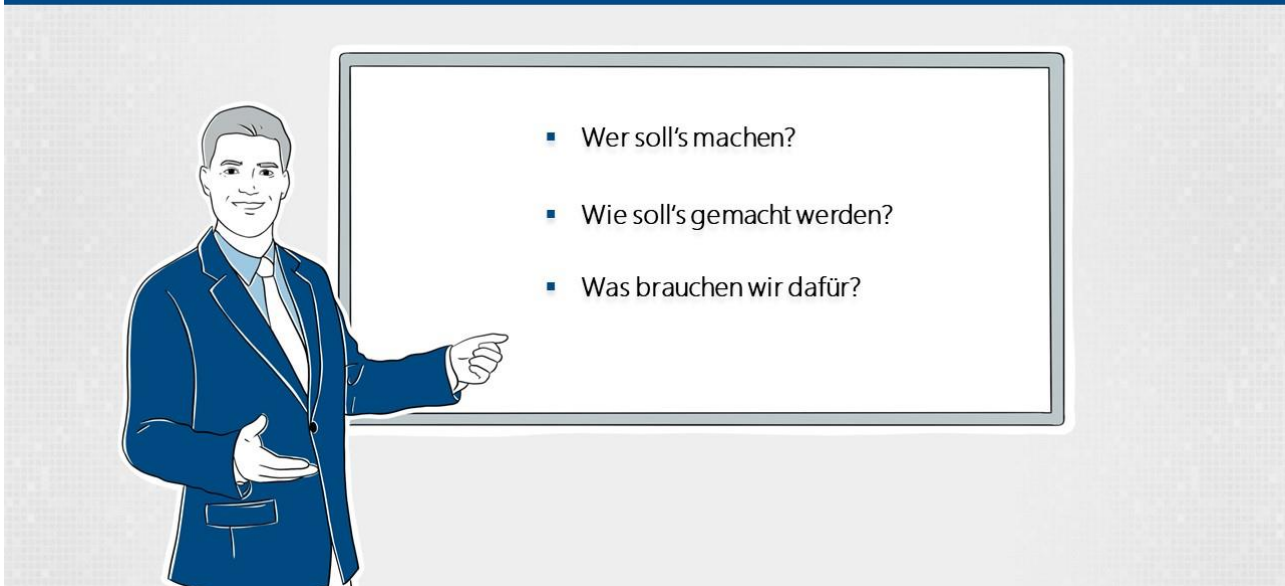 Wer soll's machen?
Wie soll's gemacht werden?
Was brauchen wir dafür?